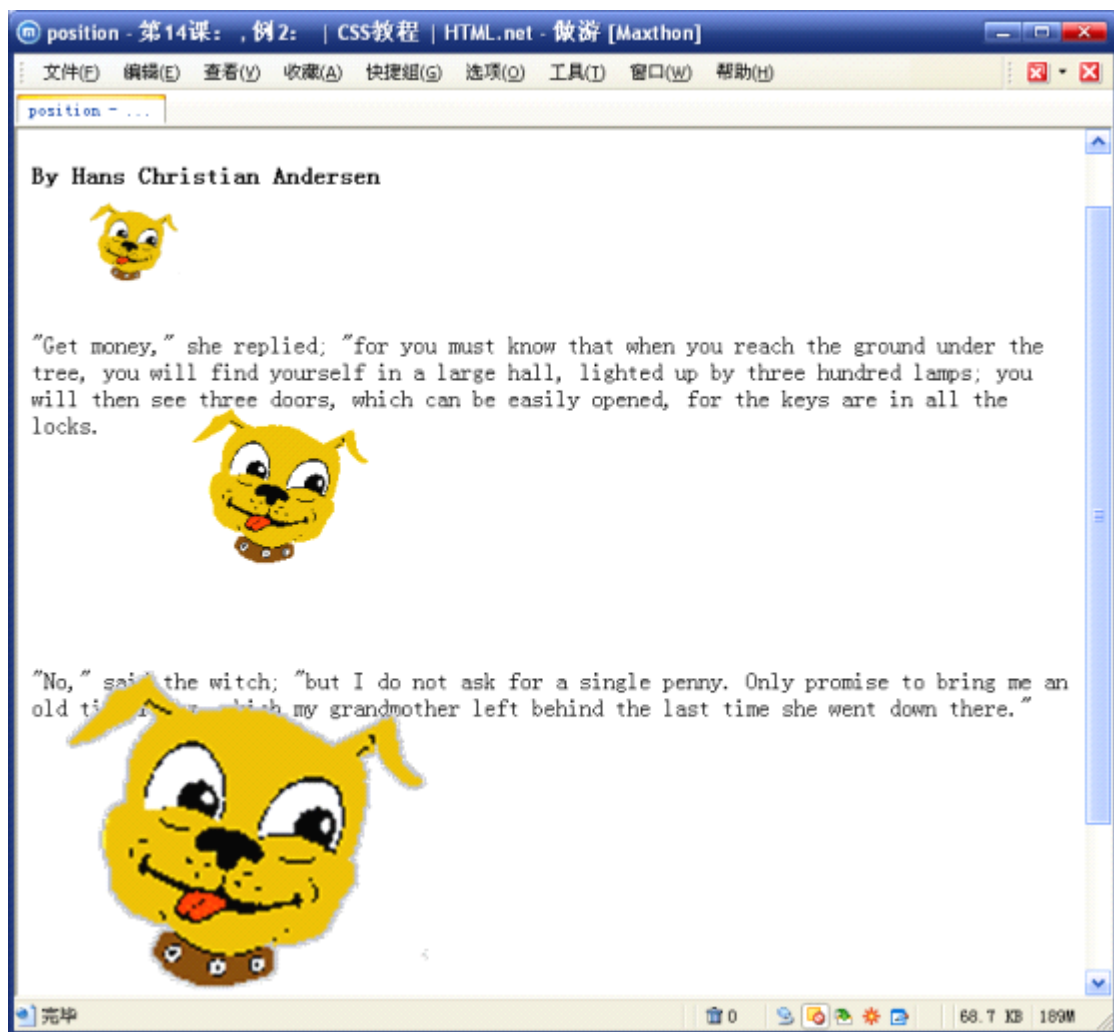 position - 第14课： ，例2： | CSS教程 | HTML.net - 傲游 [Maxthon]
文件(F) 编辑(E) 查看(V) 收藏(A) 快捷组(G) 选项(O) 工具(T) 窗口(W) 帮助(H)
position - ...
By Hans Christian Andersen
"Get money," she replied; "for you must know that when you reach the ground under the
tree, you will find yourself in a large hall, lighted up by three hundred lamps; you
will then see three doors, which can be easily opened, for the keys are in all the
locks.
"No," said the witch; "but I do not ask for a single penny. Only promise to bring me an
old my grandmother left behind the last time she went down there."
完毕 0 68.7 KB 189M